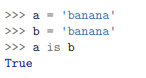 >>> a = 'banana'
>>> b = 'banana'
>>> a is b
True